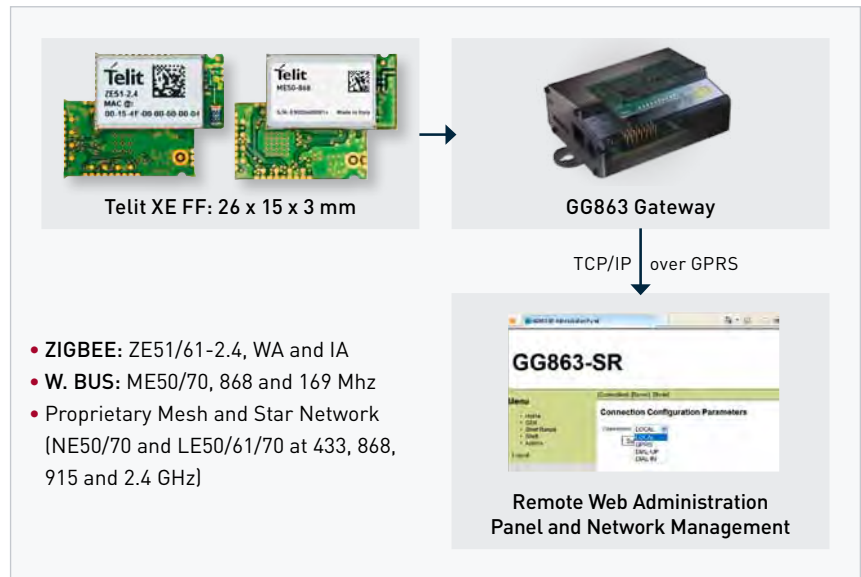 Telit
ZE51-2.4
MAC @:
Telit
ME50-868
Made in Italy
Telit XE FF: 26 x 15 x 3 mm
GG863 Gateway
TCP/IP over GPRS
• ZIGBEE: ZE51/61-2.4, WA and IA
• W. BUS: ME50/70, 868 and 169 Mhz
• Proprietary Mesh and Star Network
(NE50/70 and LE50/61/70 at 433, 868,
915 and 2.4 GHz)
GG863-SR
Menu
Connection Configuration Parameters
LOCAL
LOCAL
GPRS
DIAL-UP
DIAL IN
Remote Web Administration
Panel and Network Management